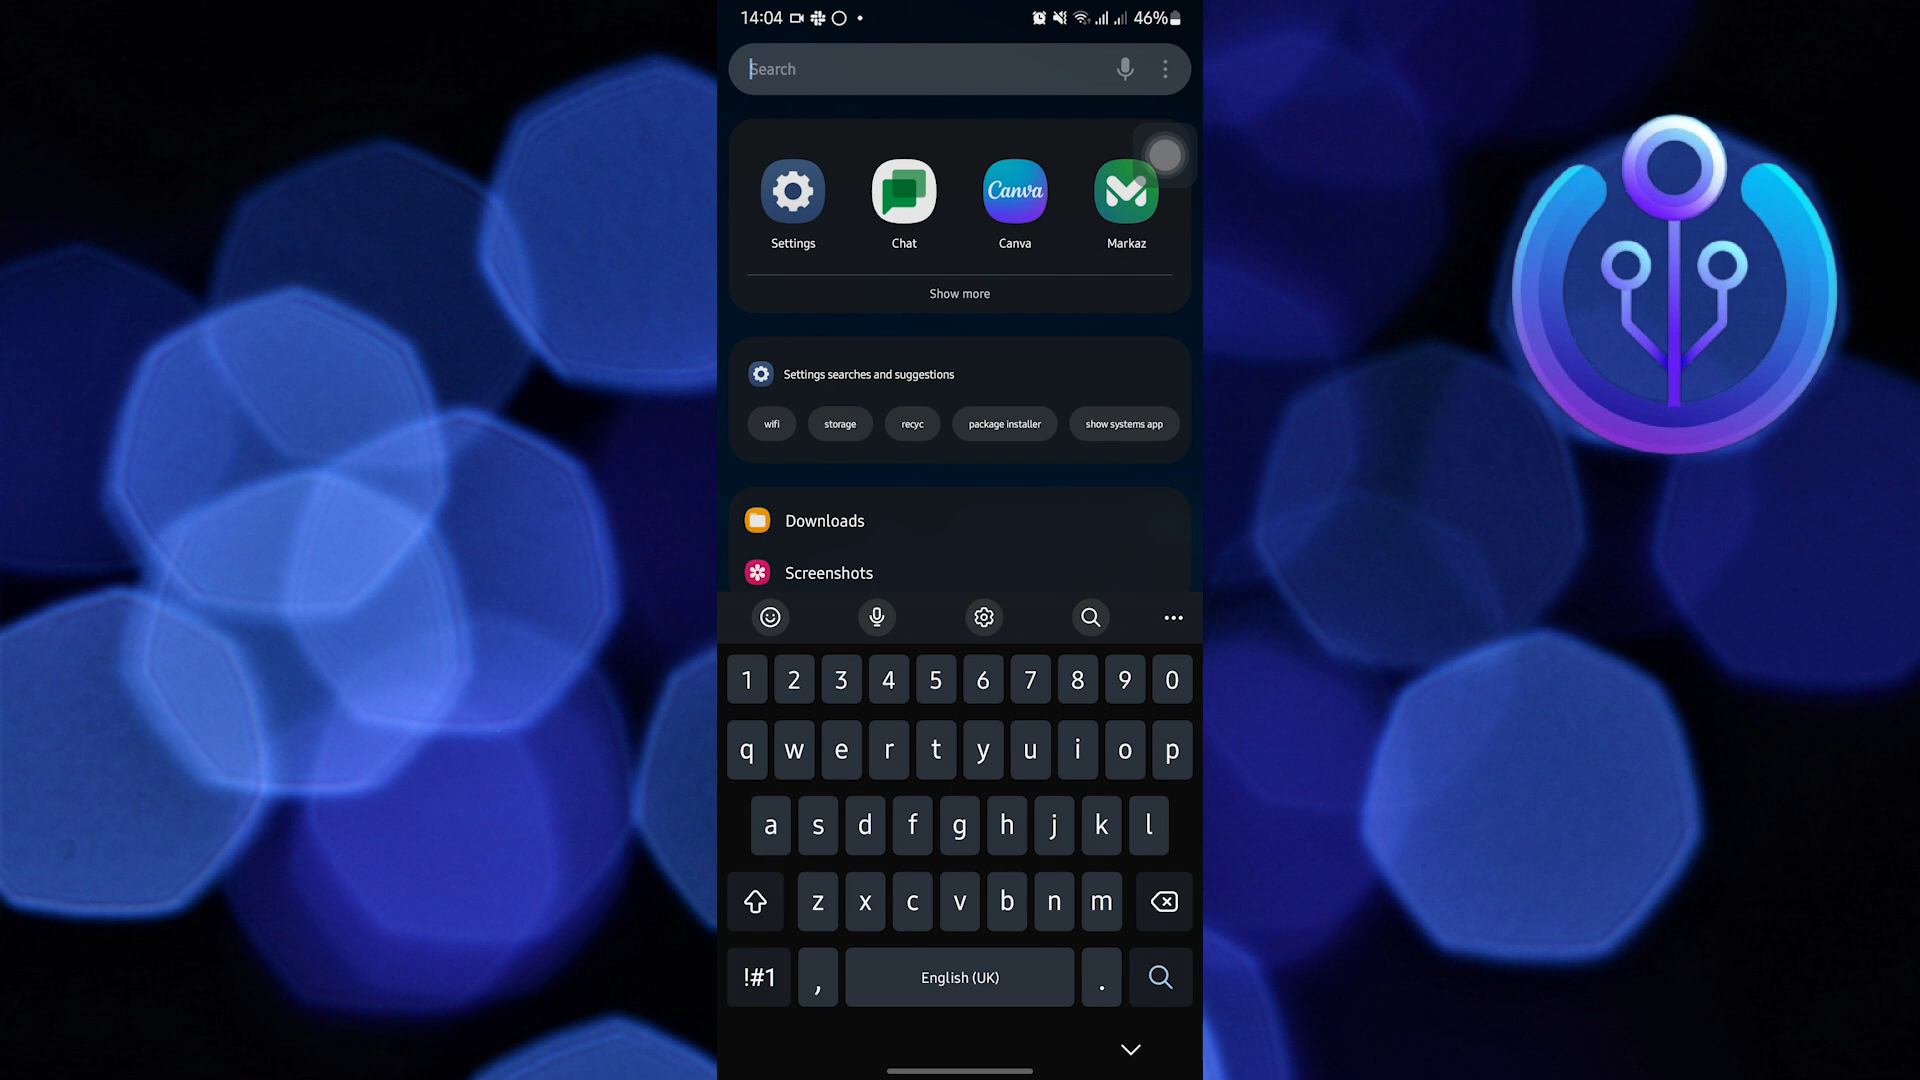 14:04 46%
Search
Settings Chat Canva Markaz
Show more
Settings searches and suggestions
wifi storage recyc package installer show systems app
Downloads
Screenshots
1 2 3 4 5 6 7 8 9 0
q w e r t y u i o p
a s d f g h j k l
z x c v b n m
!#1 , English (UK) .